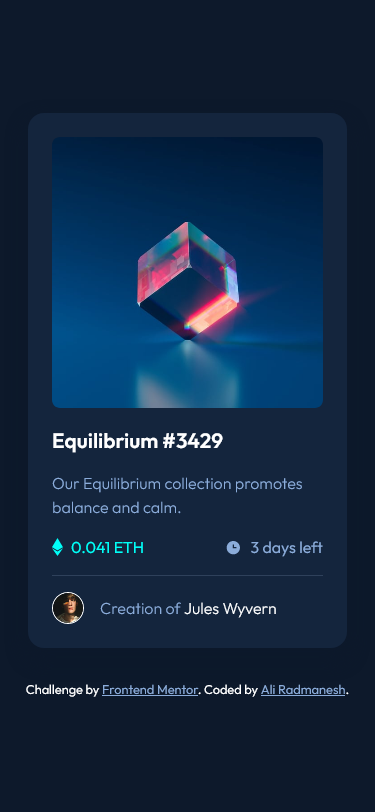 Equilibrium #3429
Our Equilibrium collection promotes
balance and calm.
0.041 ETH 3 days left
Creation of Jules Wyvern
Challenge by Frontend Mentor. Coded by Ali Radmanesh.